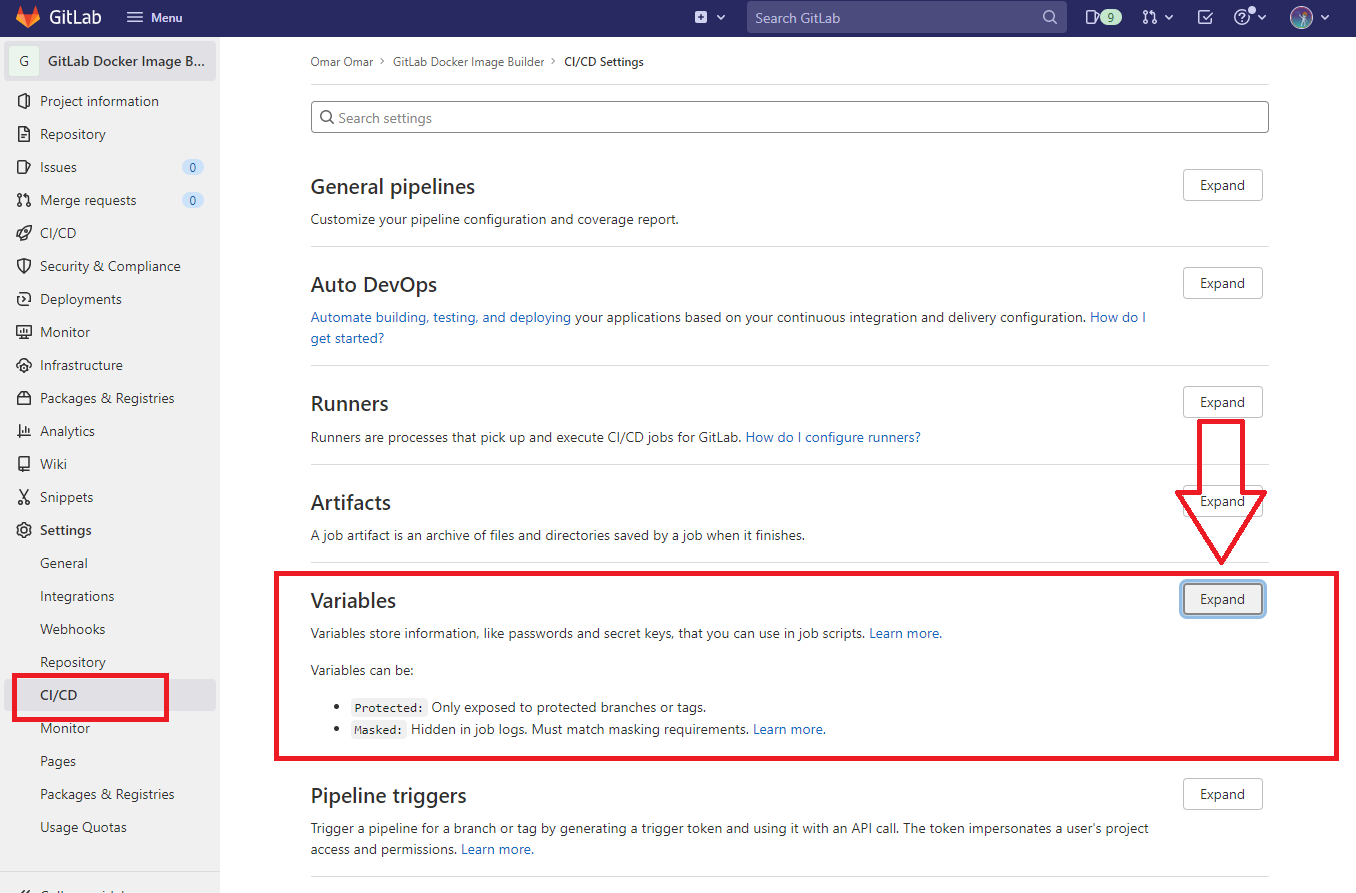 GitLab
Menu
Search GitLab
9
G
GitLab Docker Image B...
Project information
Repository
Issues
0
Merge requests
0
CI/CD
Security & Compliance
Deployments
Monitor
Infrastructure
Packages & Registries
Analytics
Wiki
Snippets
Settings
General
Integrations
Webhooks
Repository
CI/CD
Monitor
Pages
Packages & Registries
Usage Quotas
Omar Omar > GitLab Docker Image Builder > CI/CD Settings
Search settings
General pipelines
Expand
Customize your pipeline configuration and coverage report.
Auto DevOps
Expand
Automate building, testing, and deploying your applications based on your continuous integration and delivery configuration. How do I
get started?
Runners
Expand
Runners are processes that pick up and execute CI/CD jobs for GitLab. How do I configure runners?
Artifacts
Expand
A job artifact is an archive of files and directories saved by a job when it finishes.
Variables
Expand
Variables store information, like passwords and secret keys, that you can use in job scripts. Learn more.
Variables can be:
• Protected: Only exposed to protected branches or tags.
• Masked: Hidden in job logs. Must match masking requirements. Learn more.
Pipeline triggers
Expand
Trigger a pipeline for a branch or tag by generating a trigger token and using it with an API call. The token impersonates a user's project
access and permissions. Learn more.